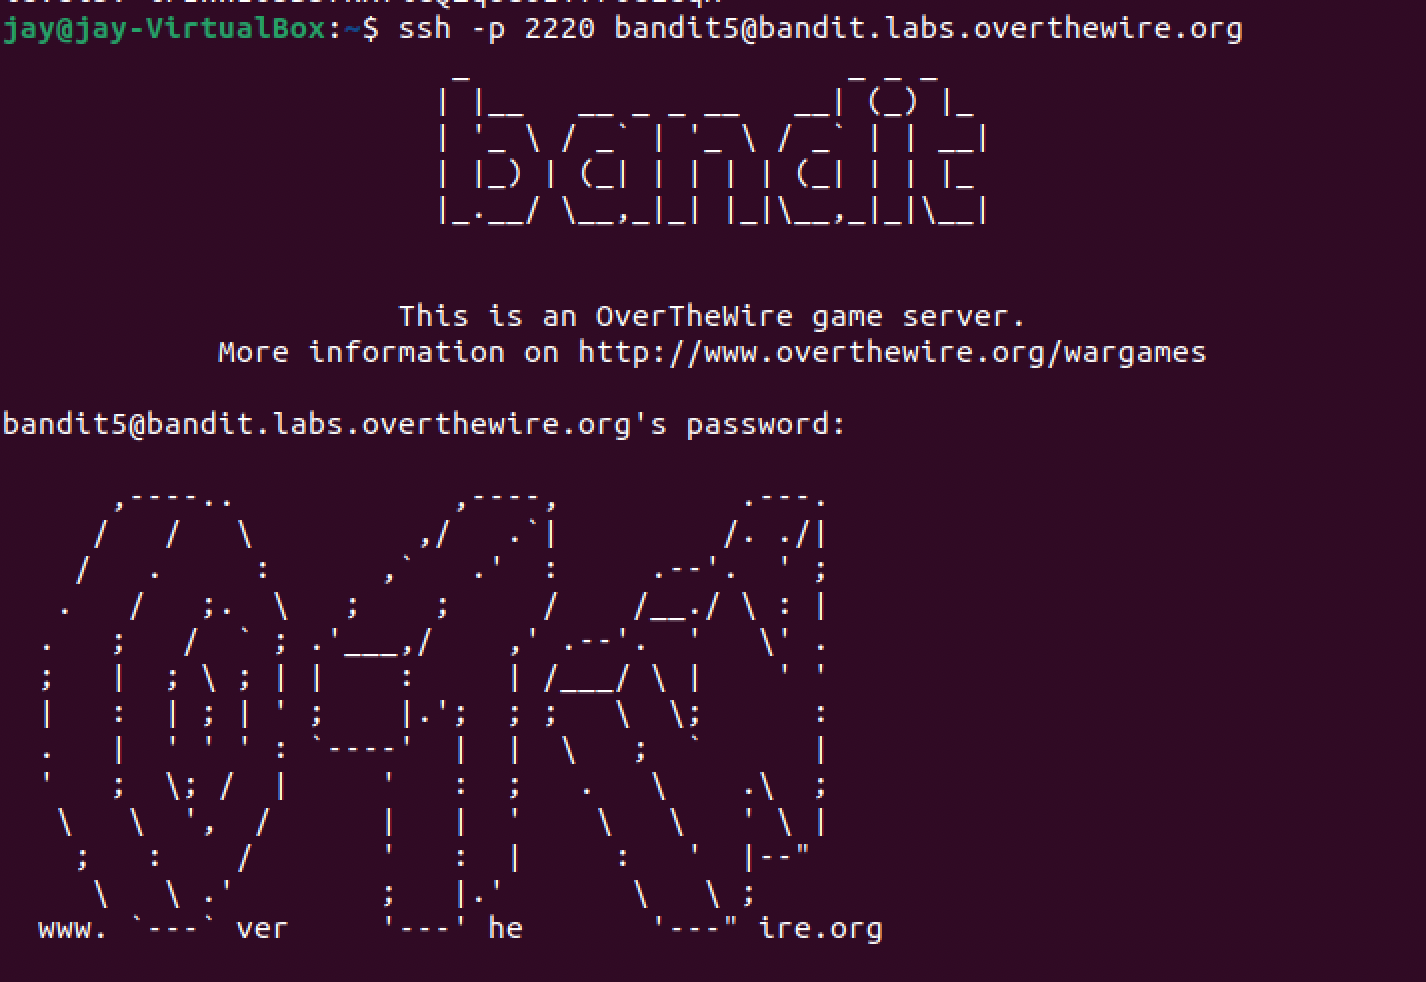 jay@jay-VirtualBox:~$ ssh -p 2220 bandit5@bandit.labs.overthewire.org
bandit
This is an OverTheWire game server.
More information on http://www.overthewire.org/wargames
bandit5@bandit.labs.overthewire.org's password:
www. ver he ire.org